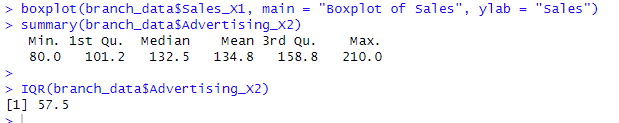 > boxplot(branch_data$Sales_X1, main = "Boxplot of Sales", ylab = "Sales")
> summary(branch_data$Advertising_X2)
   Min. 1st Qu.  Median    Mean 3rd Qu.    Max. 
   80.0   101.2   132.5   134.8   158.8   210.0 
>
> IQR(branch_data$Advertising_X2)
[1] 57.5
>